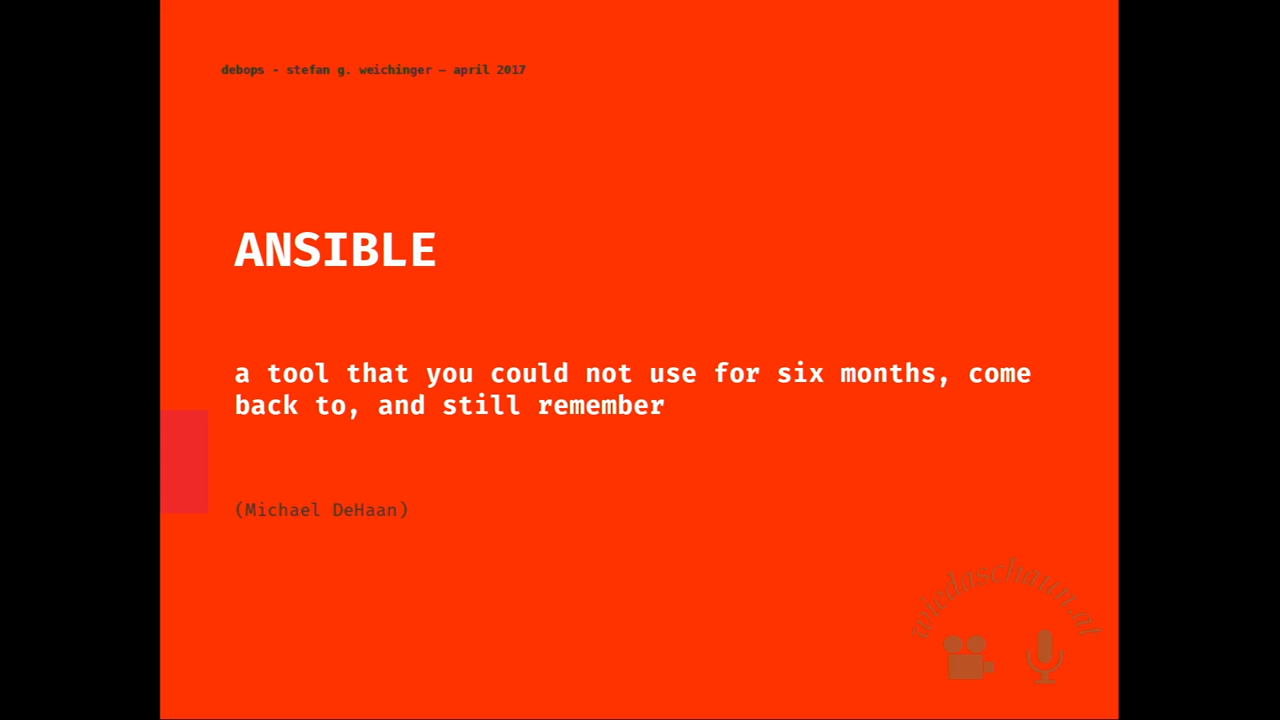 debops - stefan g. weichinger – april 2017
ANSIBLE
a tool that you could not use for six months, come
back to, and still remember
(Michael DeHaan)
wiedaschaun.at